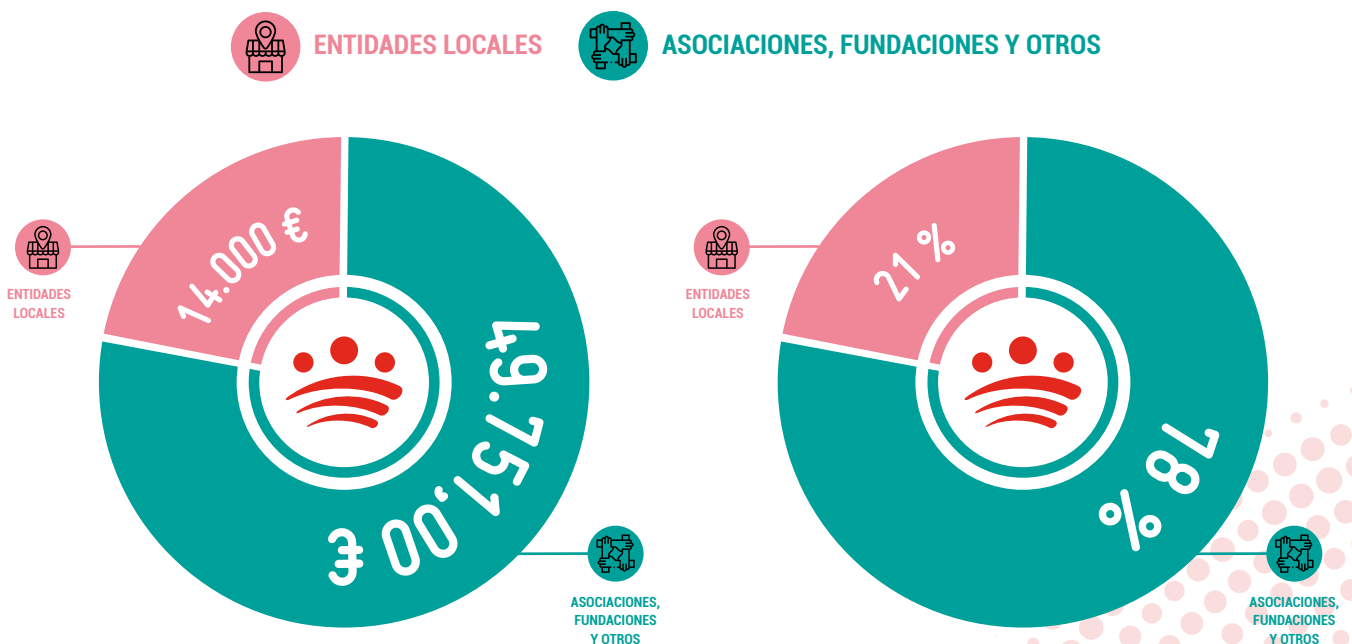 ENTIDADES LOCALES
ASOCIACIONES, FUNDACIONES Y OTROS
14.000 €
49.751,00 €
ENTIDADES
LOCALES
ASOCIACIONES,
FUNDACIONES
Y OTROS
21 %
78 %
ENTIDADES
LOCALES
ASOCIACIONES,
FUNDACIONES
Y OTROS